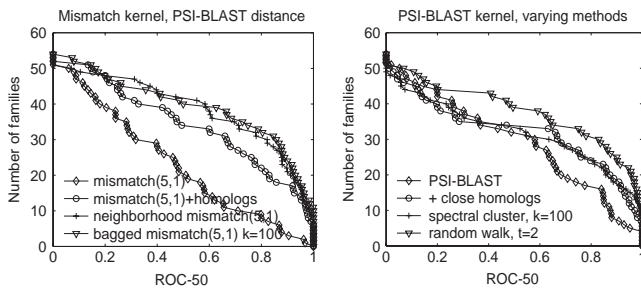 Mismatch kernel, PSI-BLAST distance
60
50
40
30
20
10
0
Number of families
mismatch(5,1)
mismatch(5,1)+homologs
neighborhood mismatch(5,1)
bagged mismatch(5,1) k=100
0 0.2 0.4 0.6 0.8 1
ROC-50
PSI-BLAST kernel, varying methods
60
50
40
30
20
10
0
Number of families
PSI-BLAST
+ close homologs
spectral cluster, k=100
random walk, t=2
0 0.2 0.4 0.6 0.8 1
ROC-50